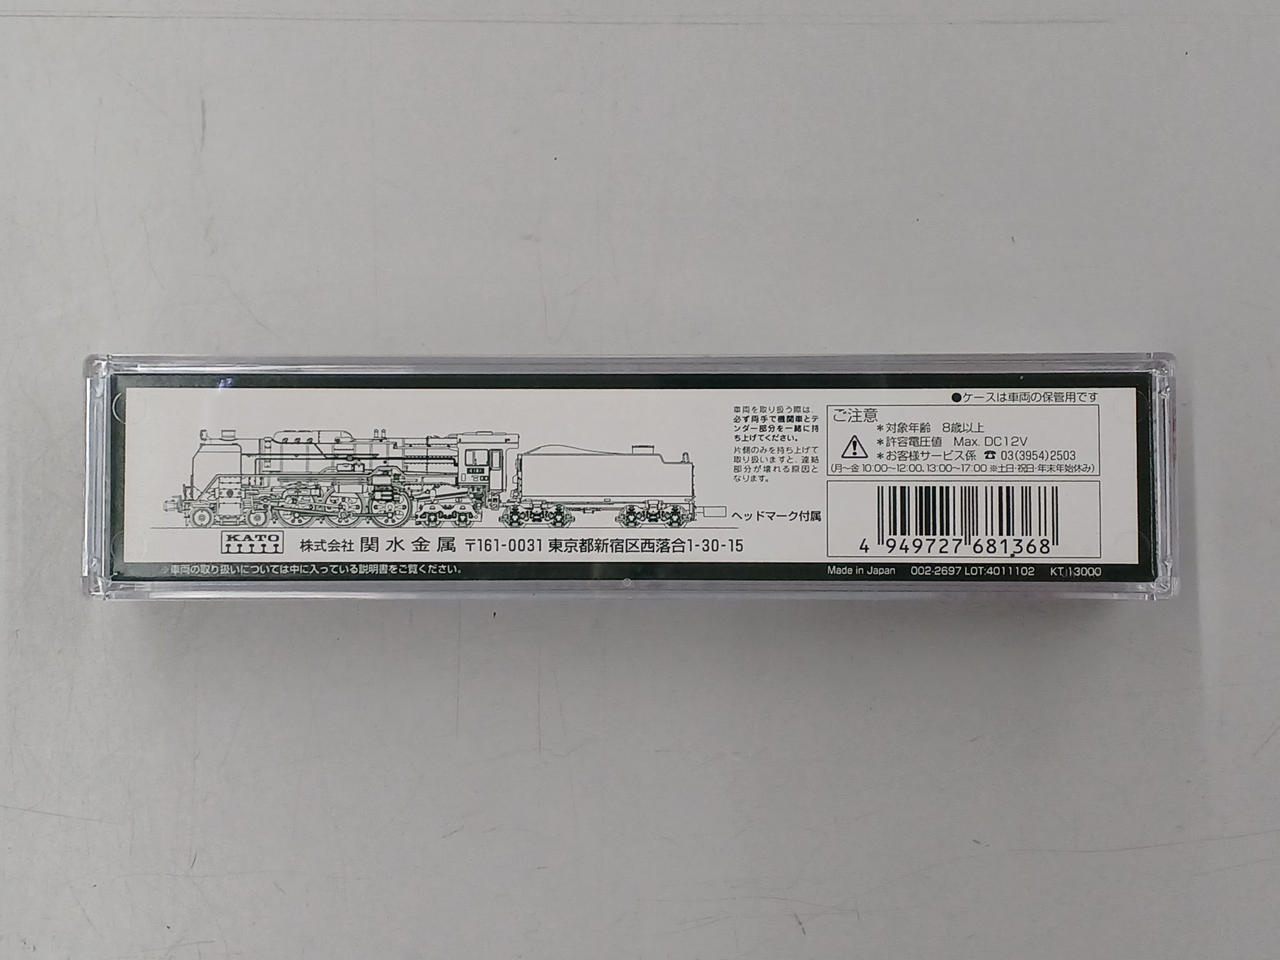 ●ケースは車両の保管用です
車両を取り扱う際は、
必ず両手で機関車とテ
ンダー部分を一緒に持
ち上げてください。
片側のみを持ち上げて
取り扱いますと、連結
部分が壊れる原因と
なります。
ヘッドマーク付属
ご注意
＊対象年齢 8歳以上
＊許容電圧値 Max. DC12V
＊お客様サービス係 ☎ 03(3954)2503
(月～金 10:00～12:00、13:00～17:00 ※土日・祝日・年末年始休み)
4 949727 681368
KATO
株式会社 関水金属 〒161-0031 東京都新宿区西落合1-30-15
※車両の取り扱いについては中に入っている説明書をご覧ください。
Made in Japan 002-2697 LOT:4011102 KT 13000